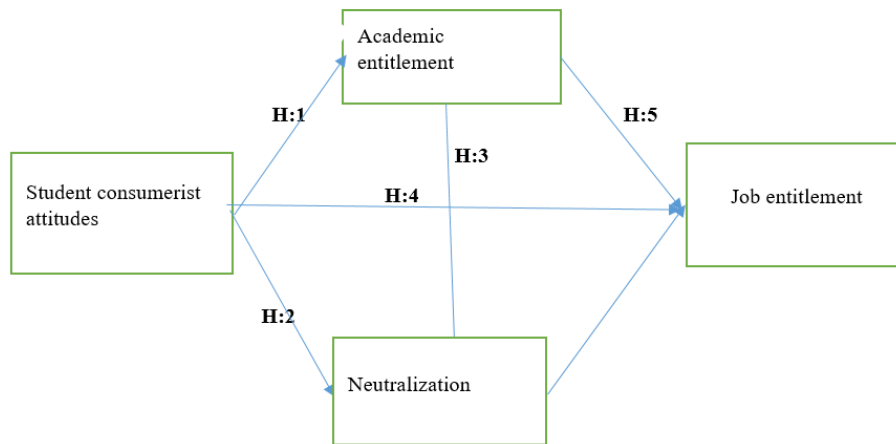 Academic
entitlement
H:1
H:5
H:3
Student consumerist
attitudes
H:4
Job entitlement
H:2
Neutralization